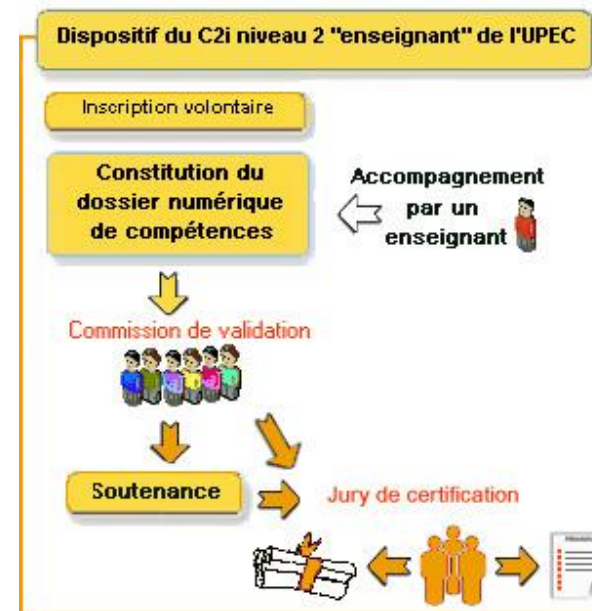 Dispositif du C2i niveau 2 "enseignant" de l'UPEC
Inscription volontaire
Constitution du
dossier numérique
de compétences
Accompagnement
par un
enseignant
Commission de validation
Soutenance
Jury de certification